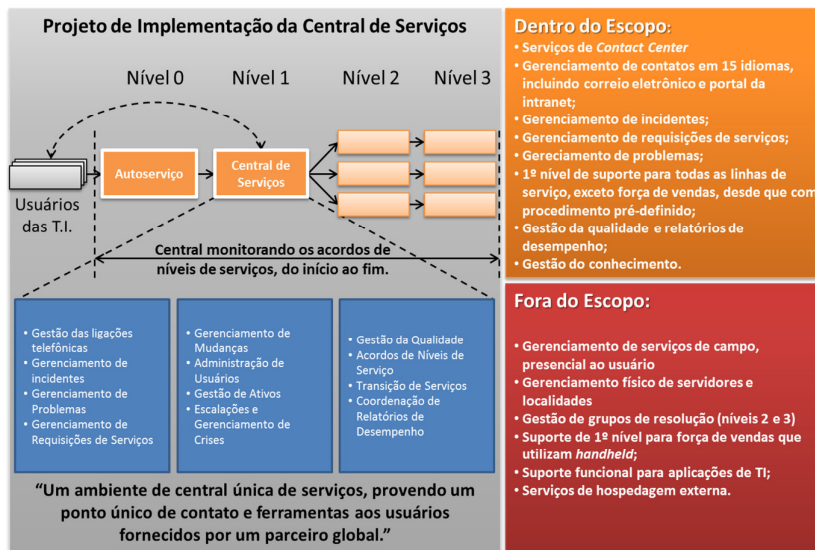 Projeto de Implementação da Central de Serviços
Nível 0
Nível 1
Nível 2
Nível 3
Autoserviço
Central de
Serviços
Usuários
das T.I.
Central monitorando os acordos de
níveis de serviços, do início ao fim.
• Gestão das ligações
telefônicas
• Gerenciamento de
incidentes
• Gerenciamento de
Problemas
• Gerenciamento de
Requisições de Serviços
• Gerenciamento de
Mudanças
• Administração de
Usuários
• Gestão de Ativos
• Escalações e
Gerenciamento de
Crises
• Gestão da Qualidade
• Acordos de Níveis de
Serviço
• Transição de Serviços
• Coordenação de
Relatórios de
Desempenho
“Um ambiente de central única de serviços, provendo um
ponto único de contato e ferramentas aos usuários
fornecidos por um parceiro global.”
Dentro do Escopo:
• Serviços de Contact Center
• Gerenciamento de contatos em 15 idiomas,
incluindo correio eletrônico e portal da
intranet;
• Gerenciamento de incidentes;
• Gerenciamento de requisições de serviços;
• Gereciamento de problemas;
• 1º nível de suporte para todas as linhas de
serviço, exceto força de vendas, desde que com
procedimento pré-definido;
• Gestão da qualidade e relatórios de
desempenho;
• Gestão do conhecimento.
Fora do Escopo:
• Gerenciamento de serviços de campo,
presencial ao usuário
• Gerenciamento físico de servidores e
localidades
• Gestão de grupos de resolução (níveis 2 e 3)
• Suporte de 1º nível para força de vendas que
utilizam handheld;
• Suporte funcional para aplicações de TI;
• Serviços de hospedagem externa.